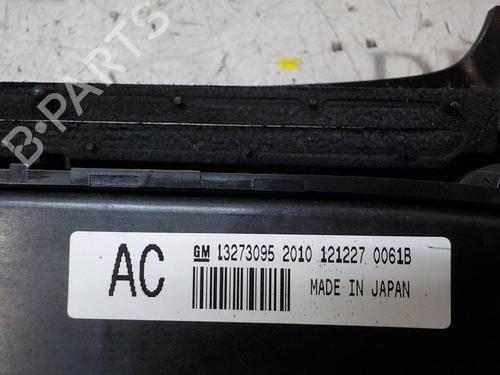 B-PARTS
AC
GM 13273095 2010 121227 0061B
MADE IN JAPAN